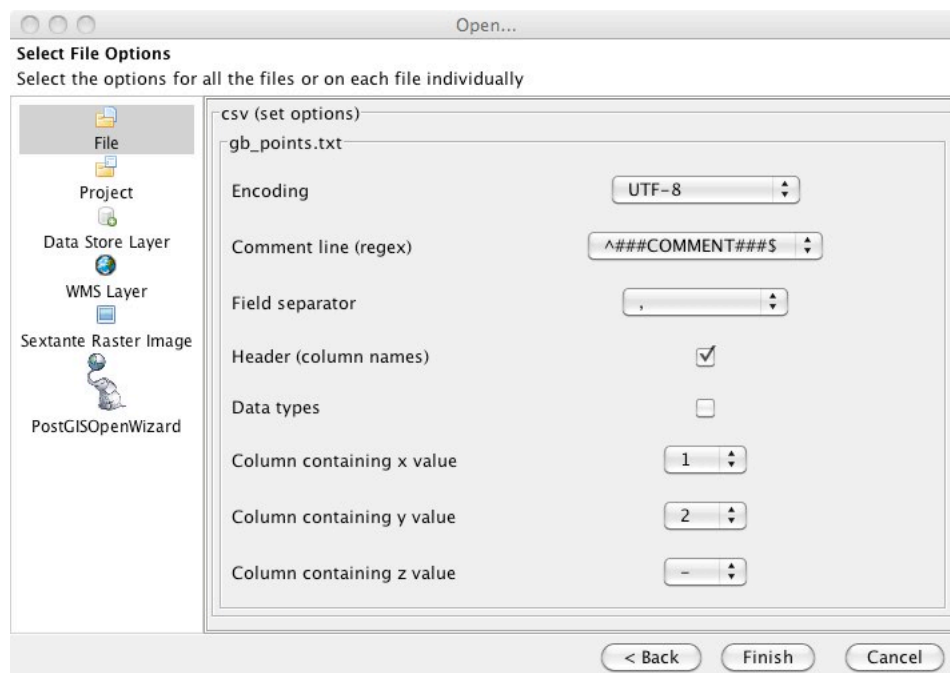 Open...
Select File Options
Select the options for all the files or on each file individually
File
Project
Data Store Layer
WMS Layer
Sextante Raster Image
PostGISOpenWizard
csv (set options)
gb_points.txt
Encoding UTF-8
Comment line (regex) ^###COMMENT###$
Field separator ,
Header (column names)
Data types
Column containing x value 1
Column containing y value 2
Column containing z value -
< Back Finish Cancel